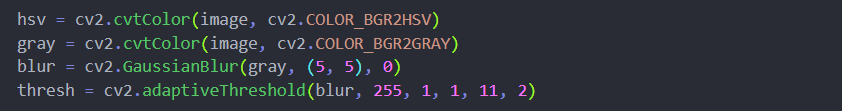 hsv = cv2.cvtColor(image, cv2.COLOR_BGR2HSV)
gray = cv2.cvtColor(image, cv2.COLOR_BGR2GRAY)
blur = cv2.GaussianBlur(gray, (5, 5), 0)
thresh = cv2.adaptiveThreshold(blur, 255, 1, 1, 11, 2)